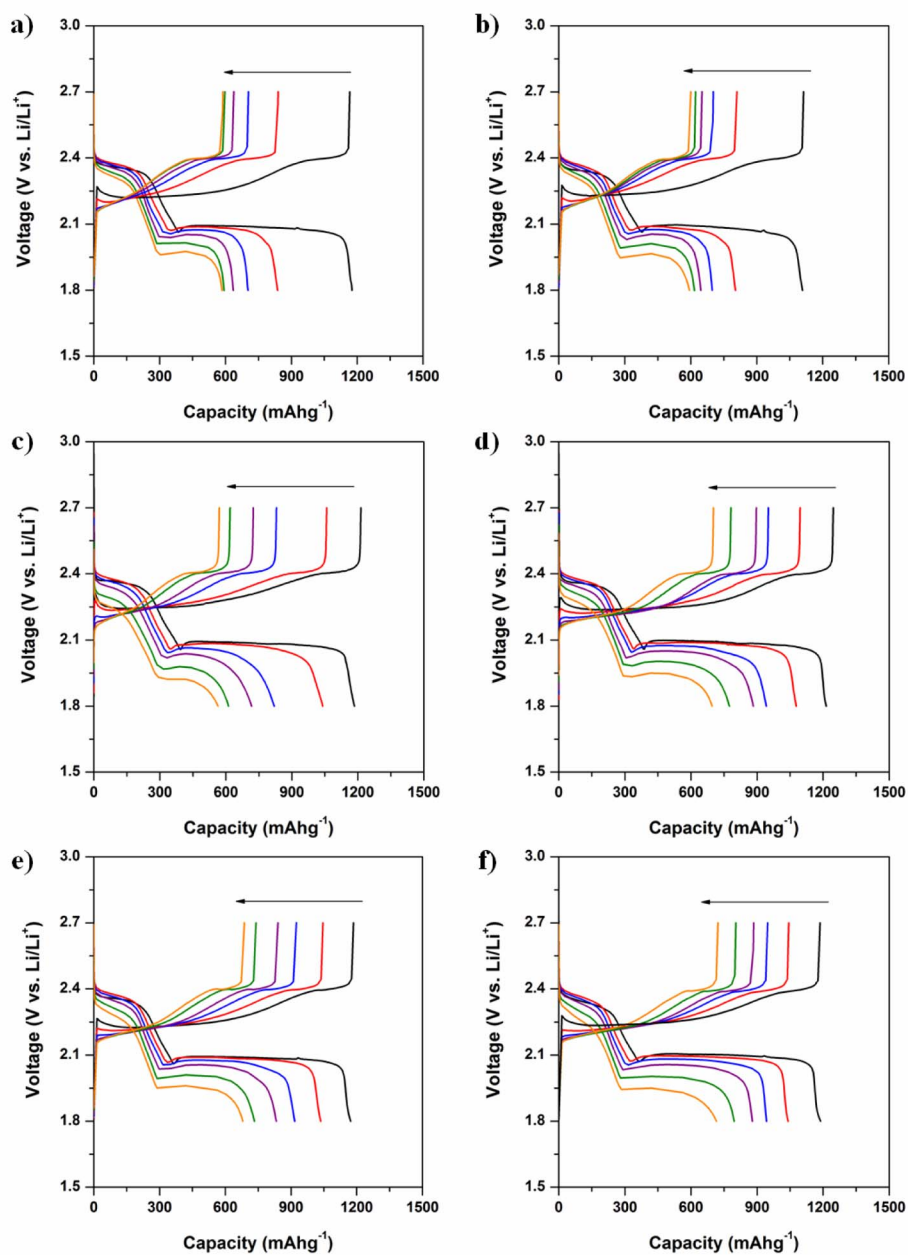 a)
3.0
2.7
2.4
2.1
1.8
1.5
Voltage (V vs. Li/Li⁺)
0 300 600 900 1200 1500
Capacity (mAhg⁻¹)
b)
3.0
2.7
2.4
2.1
1.8
1.5
Voltage (V vs. Li/Li⁺)
0 300 600 900 1200 1500
Capacity (mAhg⁻¹)
c)
3.0
2.7
2.4
2.1
1.8
1.5
Voltage (V vs. Li/Li⁺)
0 300 600 900 1200 1500
Capacity (mAhg⁻¹)
d)
3.0
2.7
2.4
2.1
1.8
1.5
Voltage (V vs. Li/Li⁺)
0 300 600 900 1200 1500
Capacity (mAhg⁻¹)
e)
3.0
2.7
2.4
2.1
1.8
1.5
Voltage (V vs. Li/Li⁺)
0 300 600 900 1200 1500
Capacity (mAhg⁻¹)
f)
3.0
2.7
2.4
2.1
1.8
1.5
Voltage (V vs. Li/Li⁺)
0 300 600 900 1200 1500
Capacity (mAhg⁻¹)